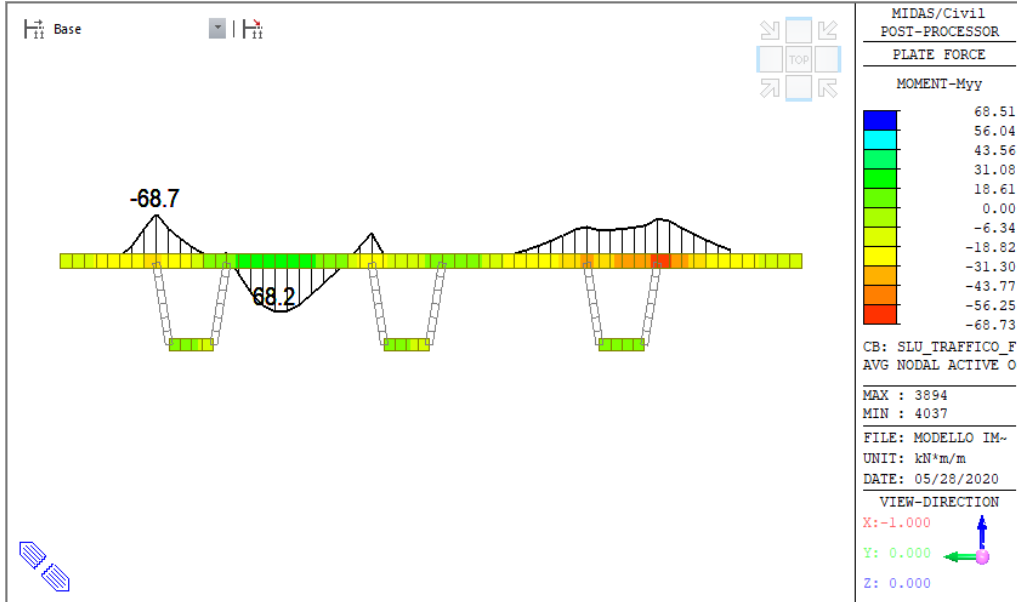 Base
TOP
-68.7
68.2
MIDAS/Civil
POST-PROCESSOR
PLATE FORCE
MOMENT-Myy
68.51
56.04
43.56
31.08
18.61
0.00
-6.34
-18.82
-31.30
-43.77
-56.25
-68.73
CB: SLU_TRAFFICO_F
AVG NODAL ACTIVE O
MAX : 3894
MIN : 4037
FILE: MODELLO IM~
UNIT: kN*m/m
DATE: 05/28/2020
VIEW-DIRECTION
X:-1.000
Y: 0.000
Z: 0.000